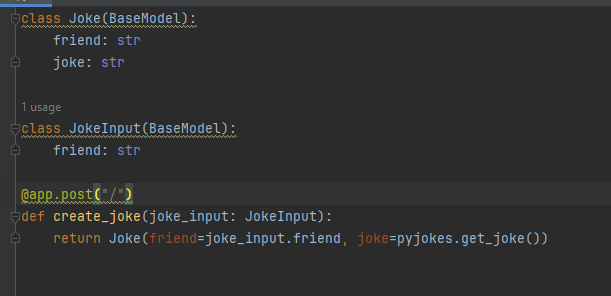 class Joke(BaseModel):
    friend: str
    joke: str
1 usage
class JokeInput(BaseModel):
    friend: str
@app.post("/")
def create_joke(joke_input: JokeInput):
    return Joke(friend=joke_input.friend, joke=pyjokes.get_joke())